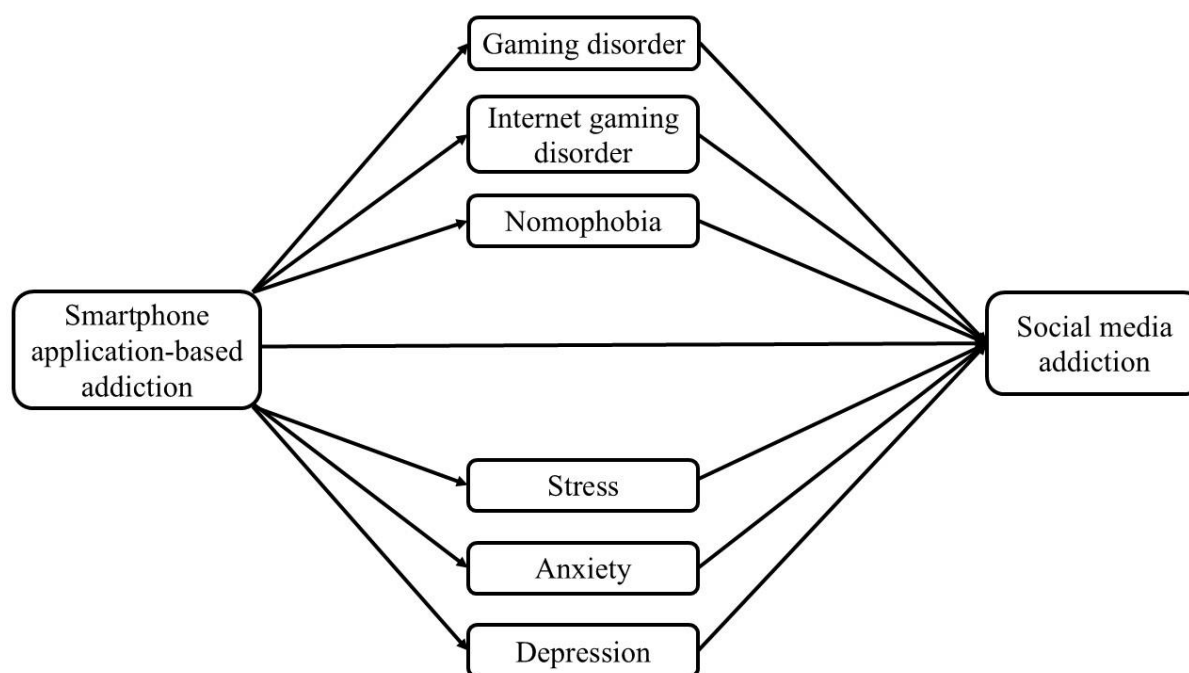 Gaming disorder
Internet gaming
disorder
Nomophobia
Smartphone
application-based
addiction
Social media
addiction
Stress
Anxiety
Depression